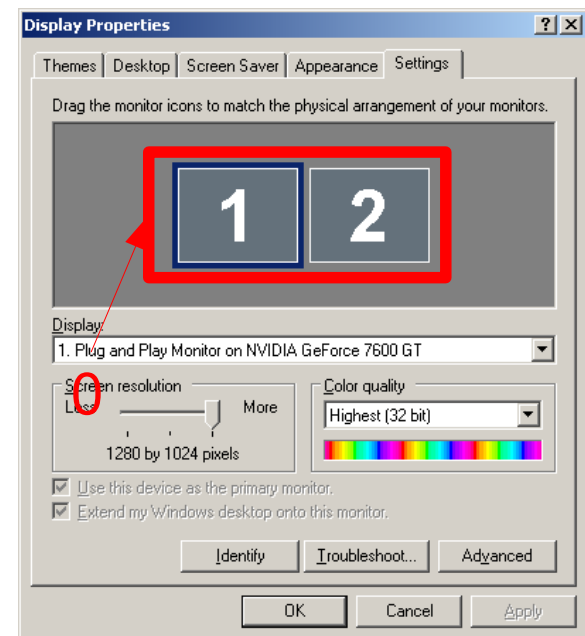 Display Properties
Themes Desktop Screen Saver Appearance Settings
Drag the monitor icons to match the physical arrangement of your monitors.
1 2
Display:
1. Plug and Play Monitor on NVIDIA GeForce 7600 GT
Screen resolution
Less More
1280 by 1024 pixels
0
Color quality
Highest (32 bit)
Use this device as the primary monitor.
Extend my Windows desktop onto this monitor.
Identify Troubleshoot... Advanced
OK Cancel Apply